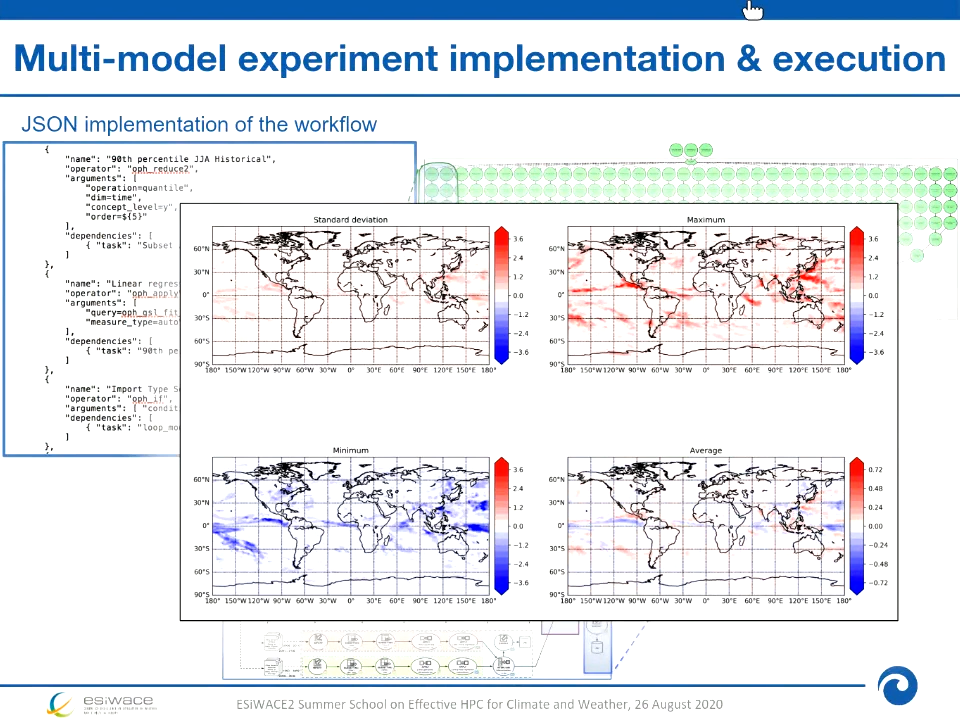 Multi-model experiment implementation & execution
JSON implementation of the workflow
{
"name": "90th percentile JJA Historical",
"operator": "oph_reduce2",
"arguments": [
"operation=quantile",
"dim=time",
"concept_level=y",
"order=${5}"
],
"dependencies": [
{ "task": "Subset
]
},
{
"name": "Linear regres
"operator": "oph_apply
"arguments": [
"query=oph_gsl_fit
"measure_type=auto
],
"dependencies": [
{ "task": "90th pe
]
},
{
"name": "Import Type S
"operator": "oph_if",
"arguments": [ "condit
"dependencies": [
{ "task": "loop_mo
]
},
Standard deviation
60°N
30°N
0°
30°S
60°S
90°S
180° 150°W 120°W 90°W 60°W 30°W 0° 30°E 60°E 90°E 120°E 150°E 180°
3.6
2.4
1.2
0.0
−1.2
−2.4
−3.6
Maximum
60°N
30°N
0°
30°S
60°S
90°S
180° 150°W 120°W 90°W 60°W 30°W 0° 30°E 60°E 90°E 120°E 150°E 180°
3.6
2.4
1.2
0.0
−1.2
−2.4
−3.6
Minimum
60°N
30°N
0°
30°S
60°S
90°S
180° 150°W 120°W 90°W 60°W 30°W 0° 30°E 60°E 90°E 120°E 150°E 180°
3.6
2.4
1.2
0.0
−1.2
−2.4
−3.6
Average
60°N
30°N
0°
30°S
60°S
90°S
180° 150°W 120°W 90°W 60°W 30°W 0° 30°E 60°E 90°E 120°E 150°E 180°
0.72
0.48
0.24
0.00
−0.24
−0.48
−0.72
esiwace
ESiWACE2 Summer School on Effective HPC for Climate and Weather, 26 August 2020